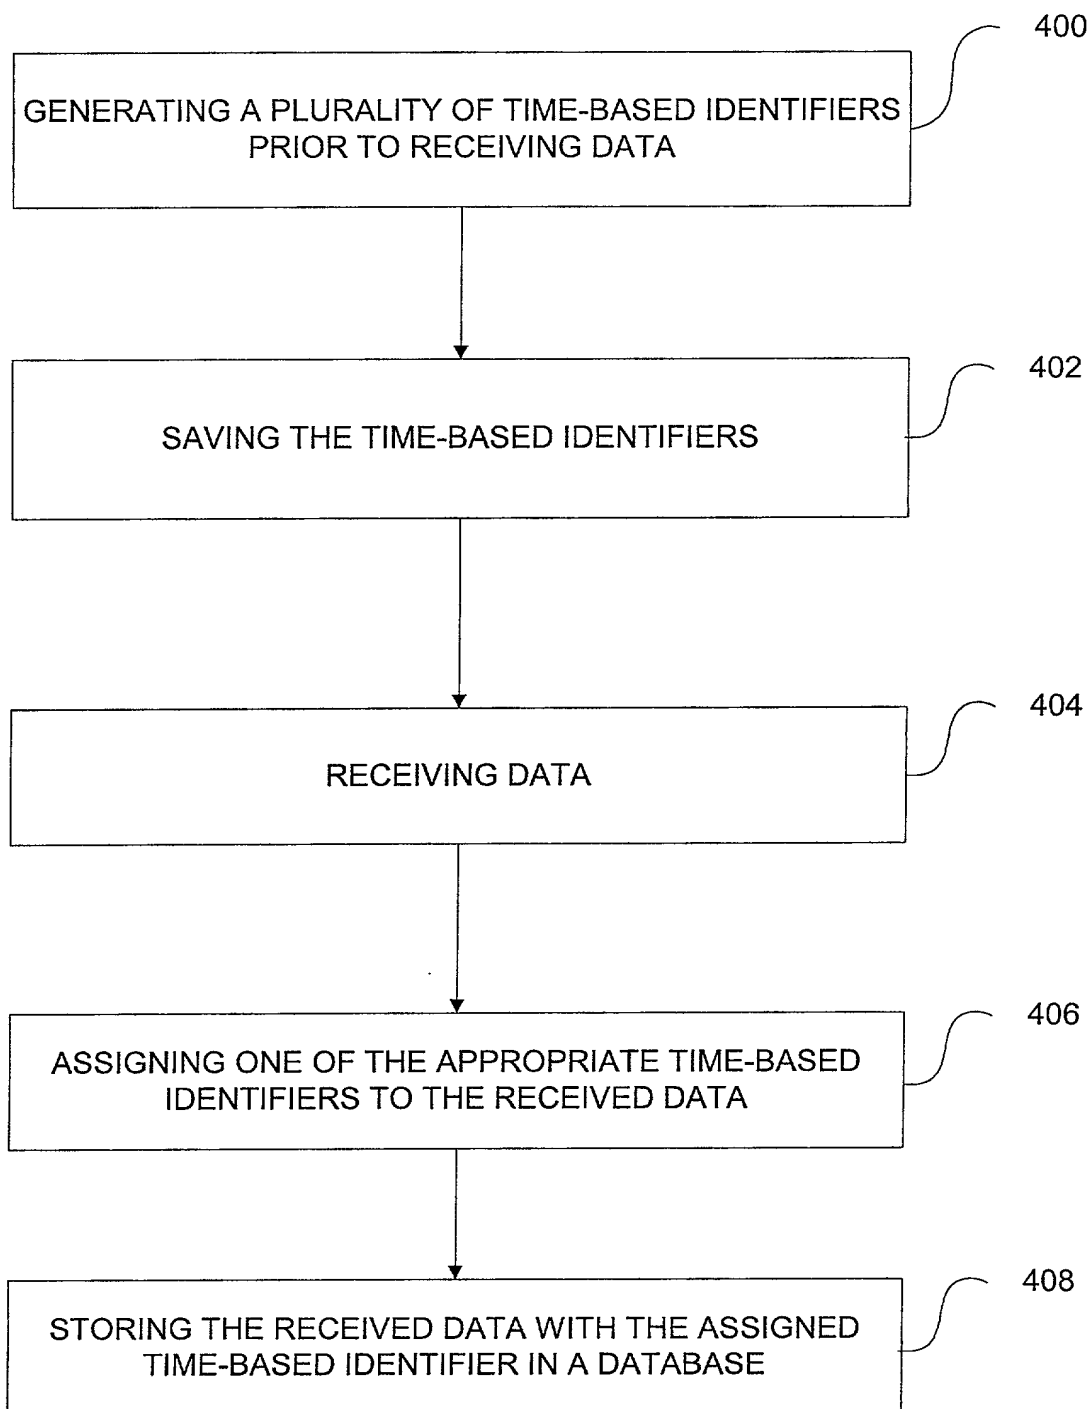 400
GENERATING A PLURALITY OF TIME-BASED IDENTIFIERS
PRIOR TO RECEIVING DATA
402
SAVING THE TIME-BASED IDENTIFIERS
404
RECEIVING DATA
406
ASSIGNING ONE OF THE APPROPRIATE TIME-BASED
IDENTIFIERS TO THE RECEIVED DATA
408
STORING THE RECEIVED DATA WITH THE ASSIGNED
TIME-BASED IDENTIFIER IN A DATABASE